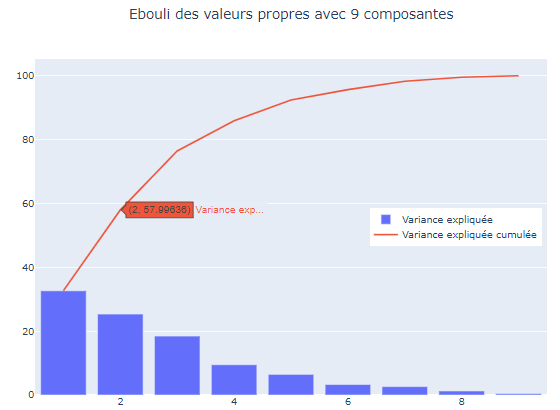 Ebouli des valeurs propres avec 9 composantes
100
80
60
(2, 57.99636) Variance exp...
Variance expliquée
Variance expliquée cumulée
40
20
0
2 4 6 8